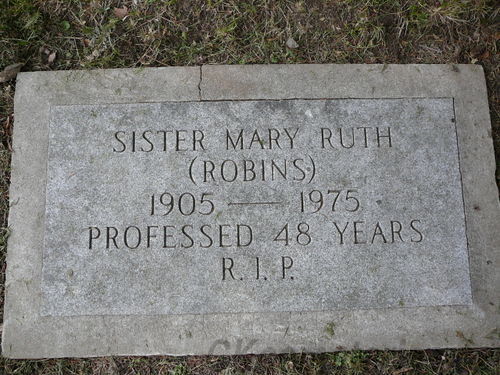 SISTER MARY RUTH
(ROBINS)
1905 — 1975
PROFESSED 48 YEARS
R.I.P.